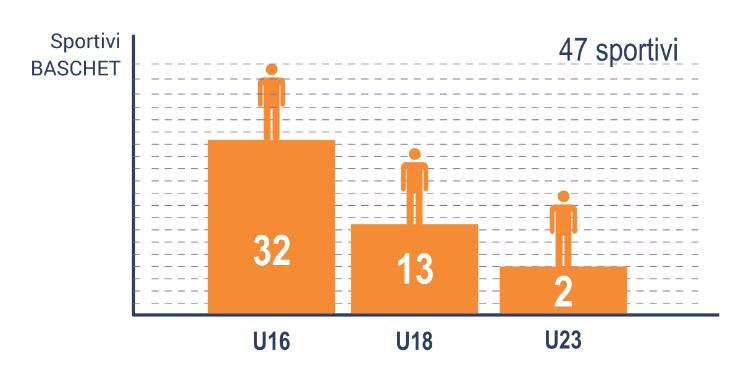 Sportivi
BASCHET
47 sportivi
32
13
2
U16
U18
U23